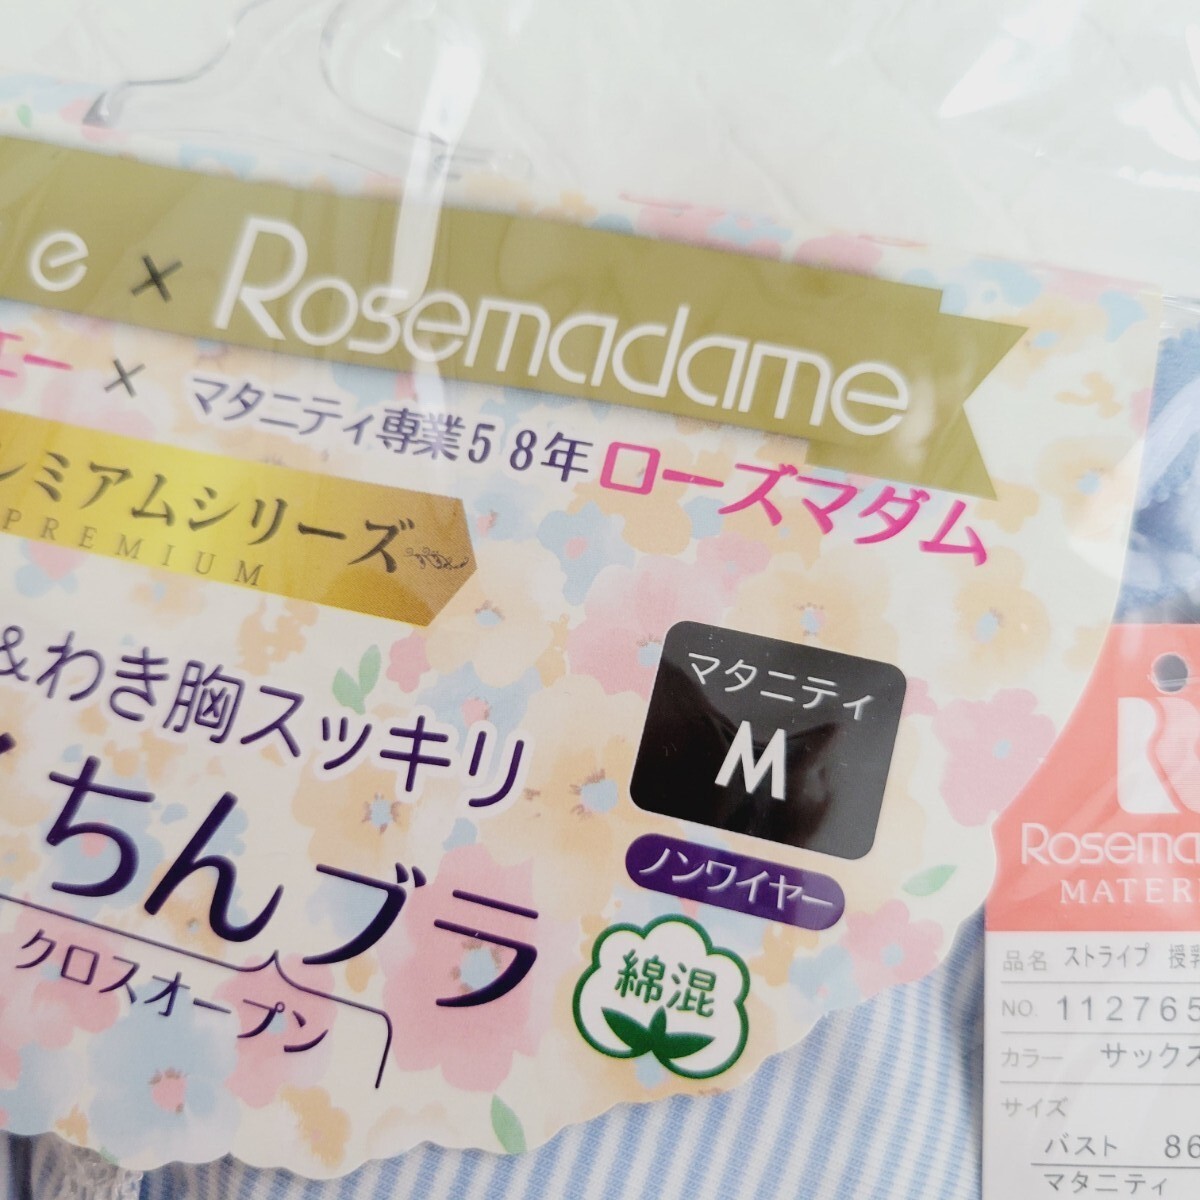 e × Rosemadame
エー × マタニティ専業58年 ローズマダム
レミアムシリーズ
PREMIUM
&わき胸スッキリ
ちんブラ
クロスオープン
マタニティ
M
ノンワイヤー
綿混
Rosema
MATER
品名 ストライプ 授乳
NO. 112765
カラー サックス
サイズ
バスト 86
マタニティ